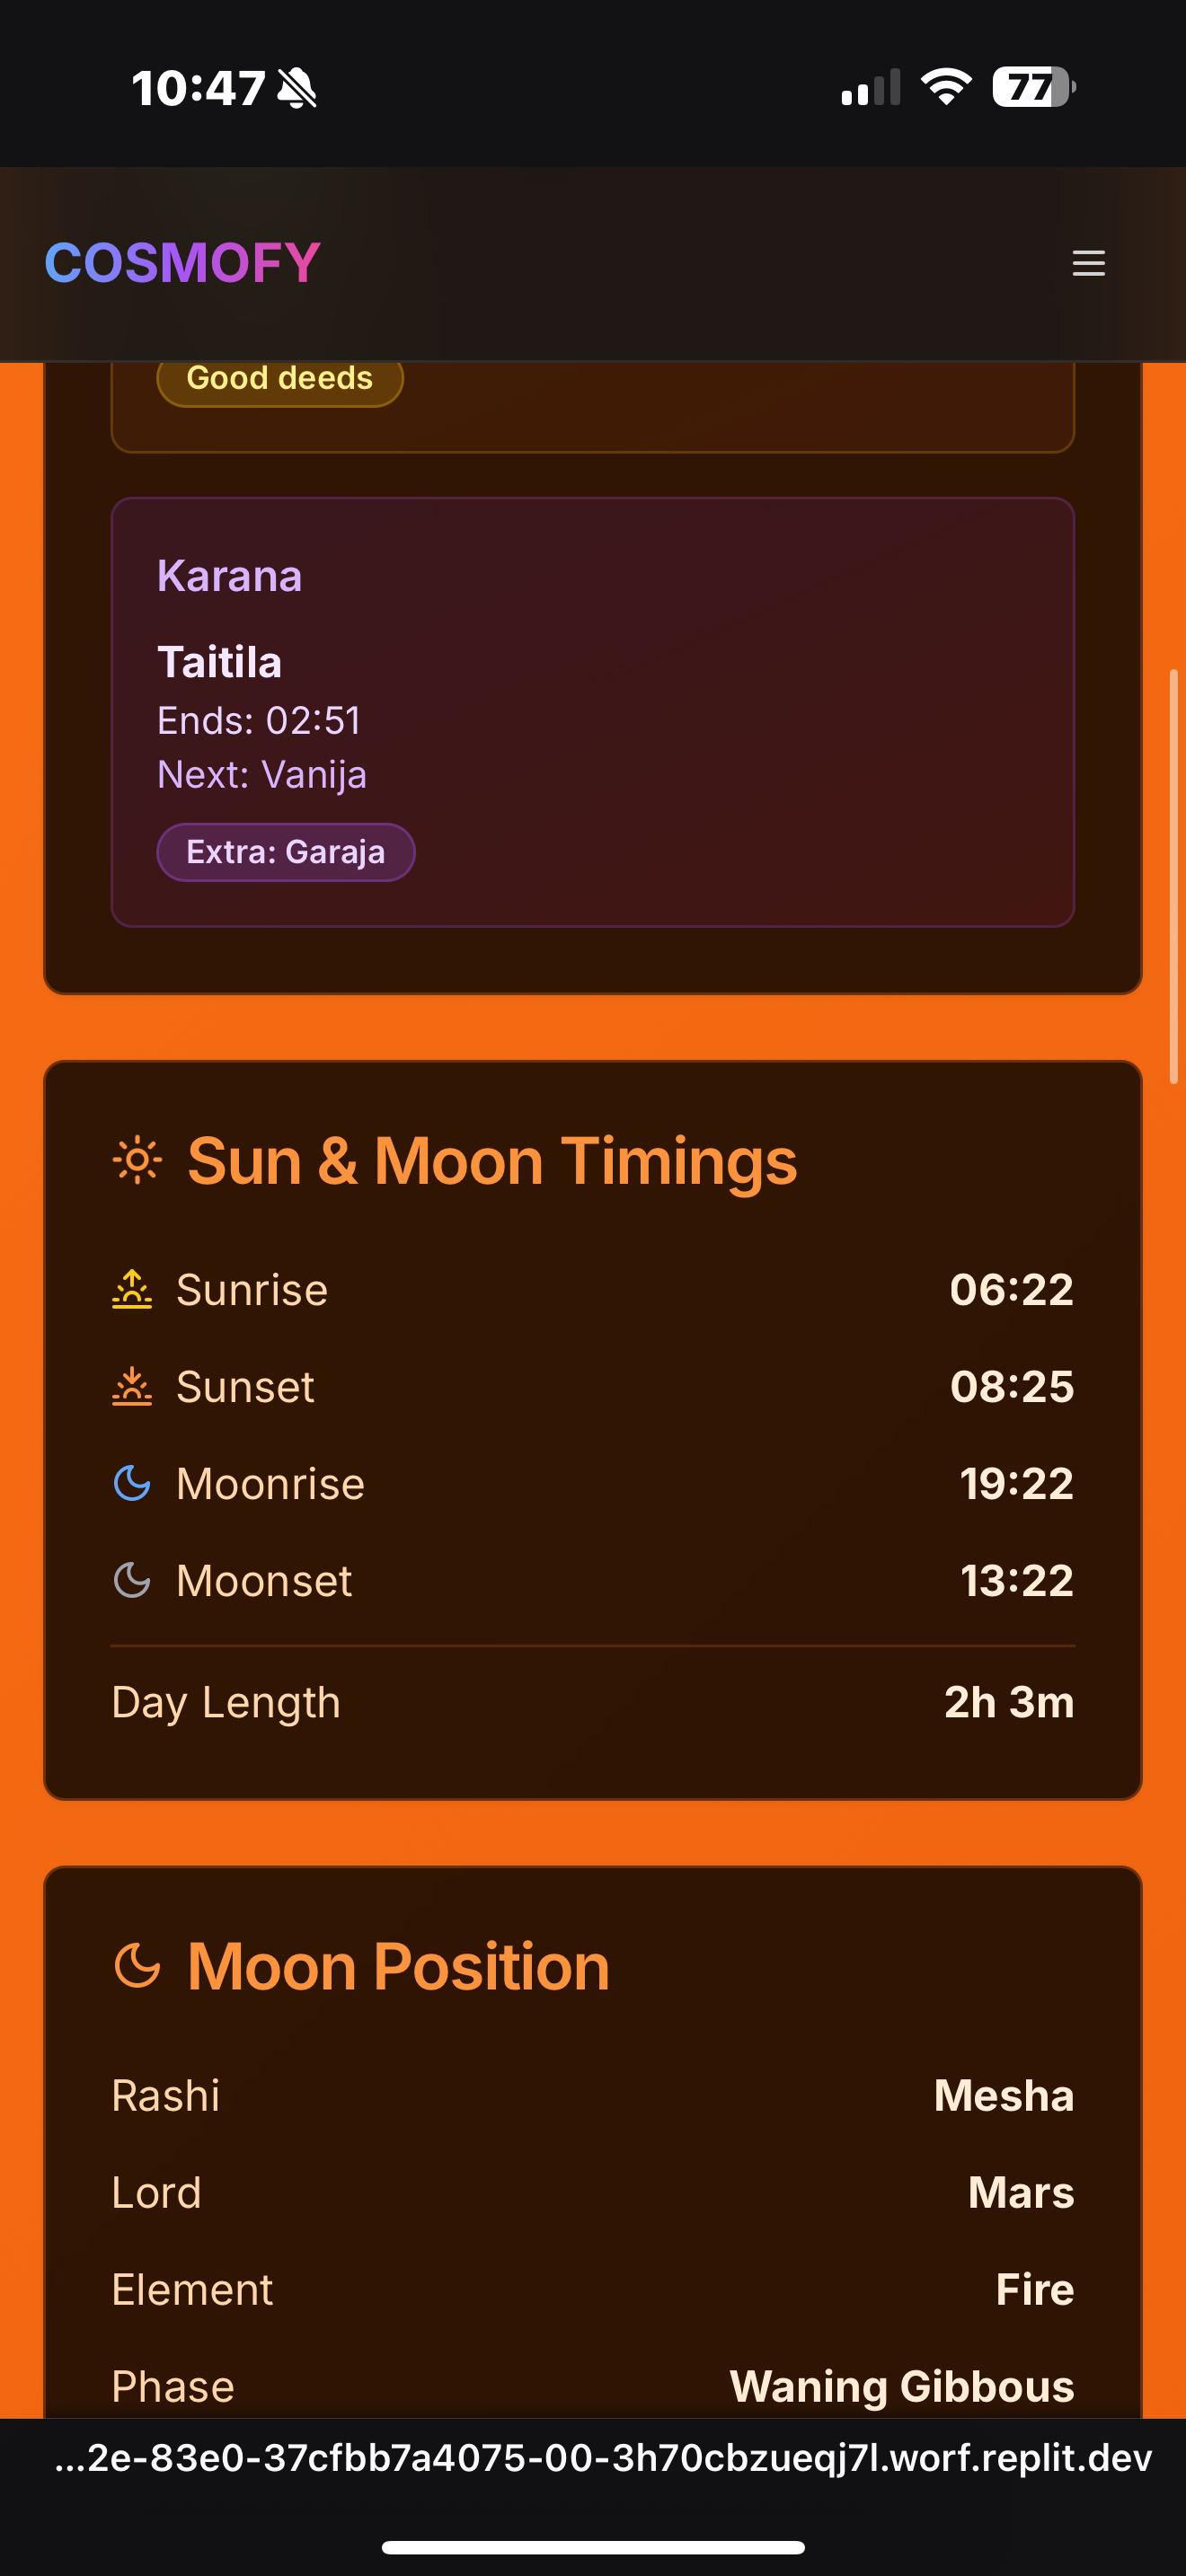 10:47
77
COSMOFY
Good deeds
Karana
Taitila
Ends: 02:51
Next: Vanija
Extra: Garaja
Sun & Moon Timings
Sunrise 06:22
Sunset 08:25
Moonrise 19:22
Moonset 13:22
Day Length 2h 3m
Moon Position
Rashi Mesha
Lord Mars
Element Fire
Phase Waning Gibbous
...2e-83e0-37cfbb7a4075-00-3h70cbzueqj7l.worf.replit.dev